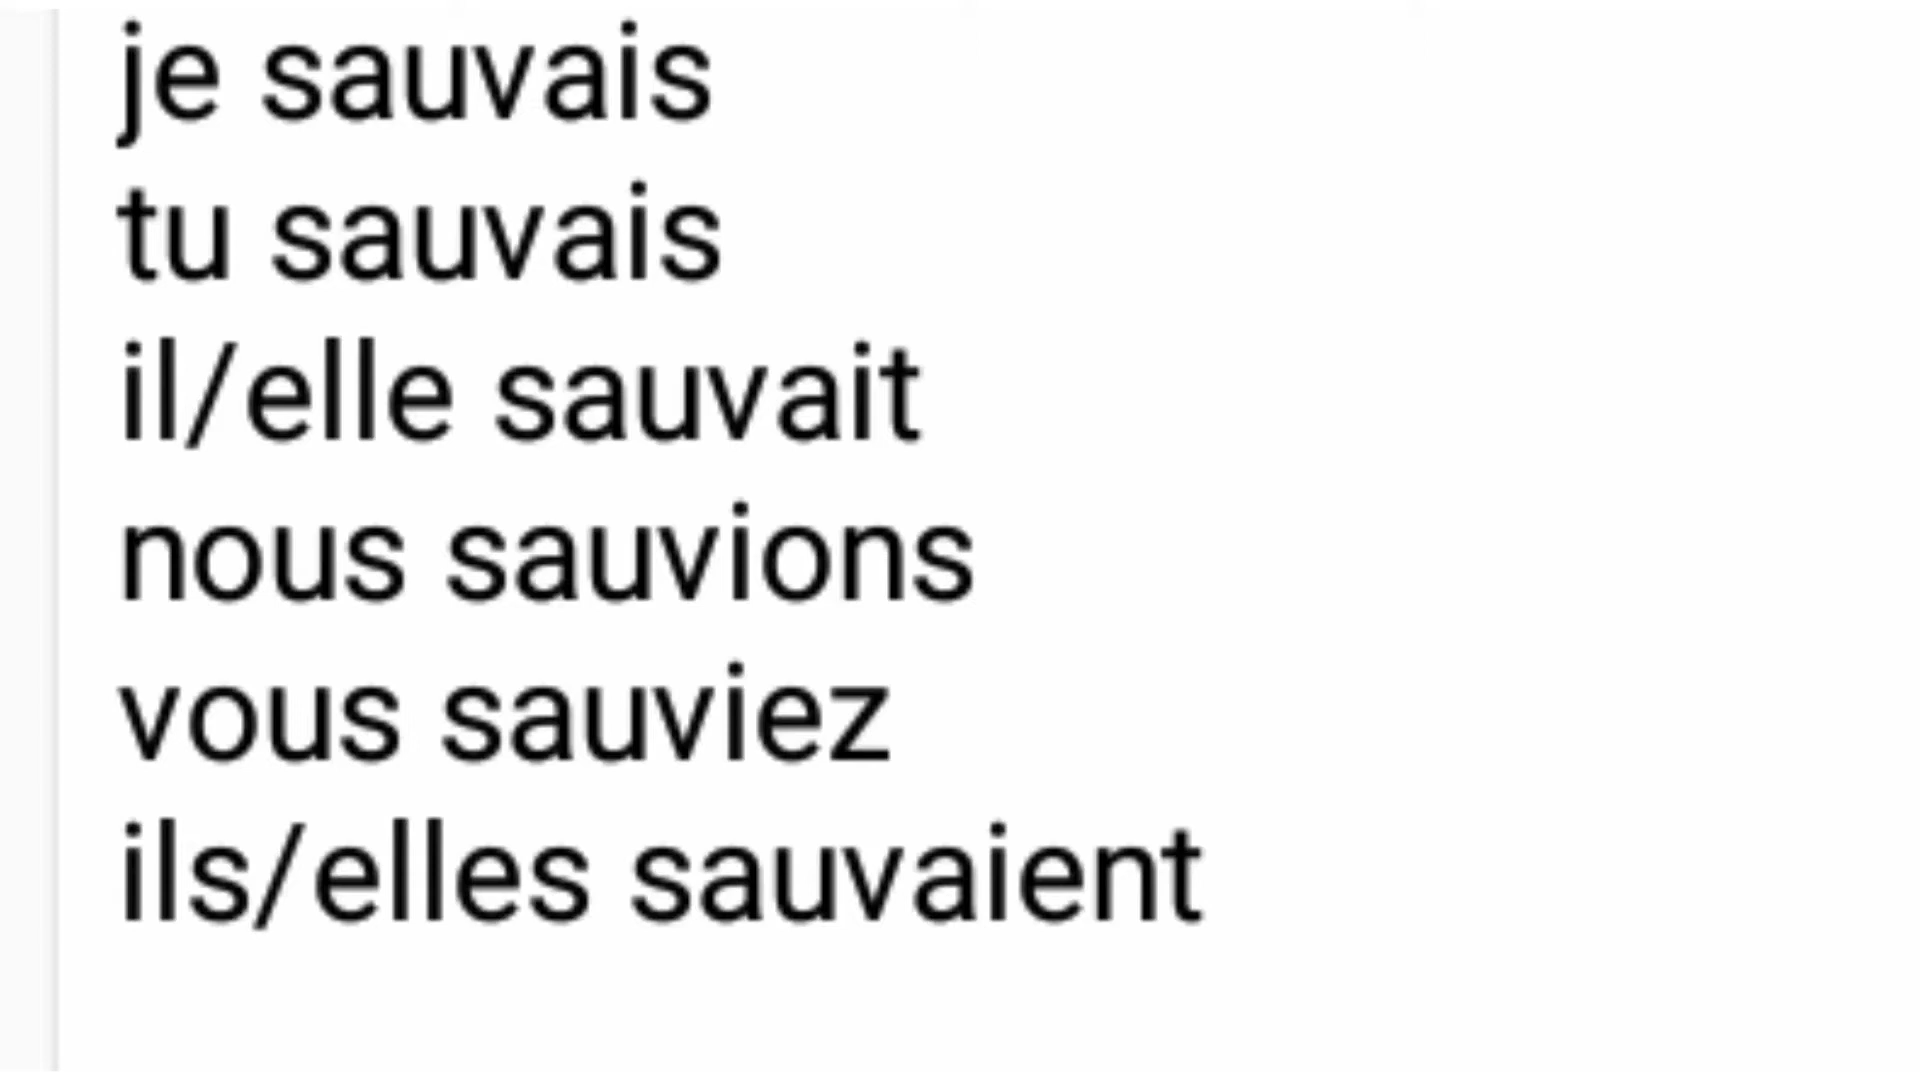 je sauvais
tu sauvais
il/elle sauvait
nous sauvions
vous sauviez
ils/elles sauvaient